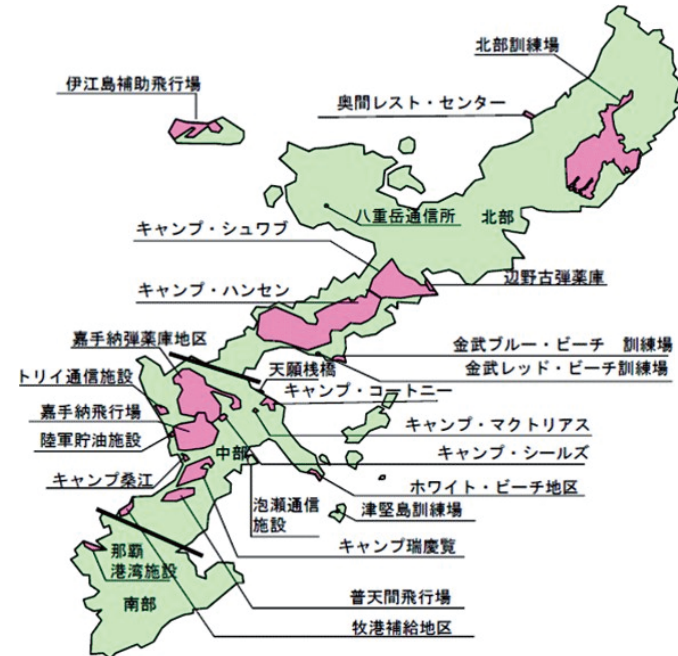 北部訓練場
伊江島補助飛行場
奥間レスト・センター
八重岳通信所
北部
キャンプ・シュワブ
辺野古弾薬庫
キャンプ・ハンセン
嘉手納弾薬庫地区
金武ブルー・ビーチ 訓練場
天願桟橋
金武レッド・ビーチ訓練場
トリイ通信施設
キャンプ・コートニー
嘉手納飛行場
キャンプ・マクトリアス
陸軍貯油施設
中部
キャンプ・シールズ
キャンプ桑江
ホワイト・ビーチ地区
泡瀬通信
施設
津堅島訓練場
那覇
港湾施設
キャンプ瑞慶覧
南部
普天間飛行場
牧港補給地区